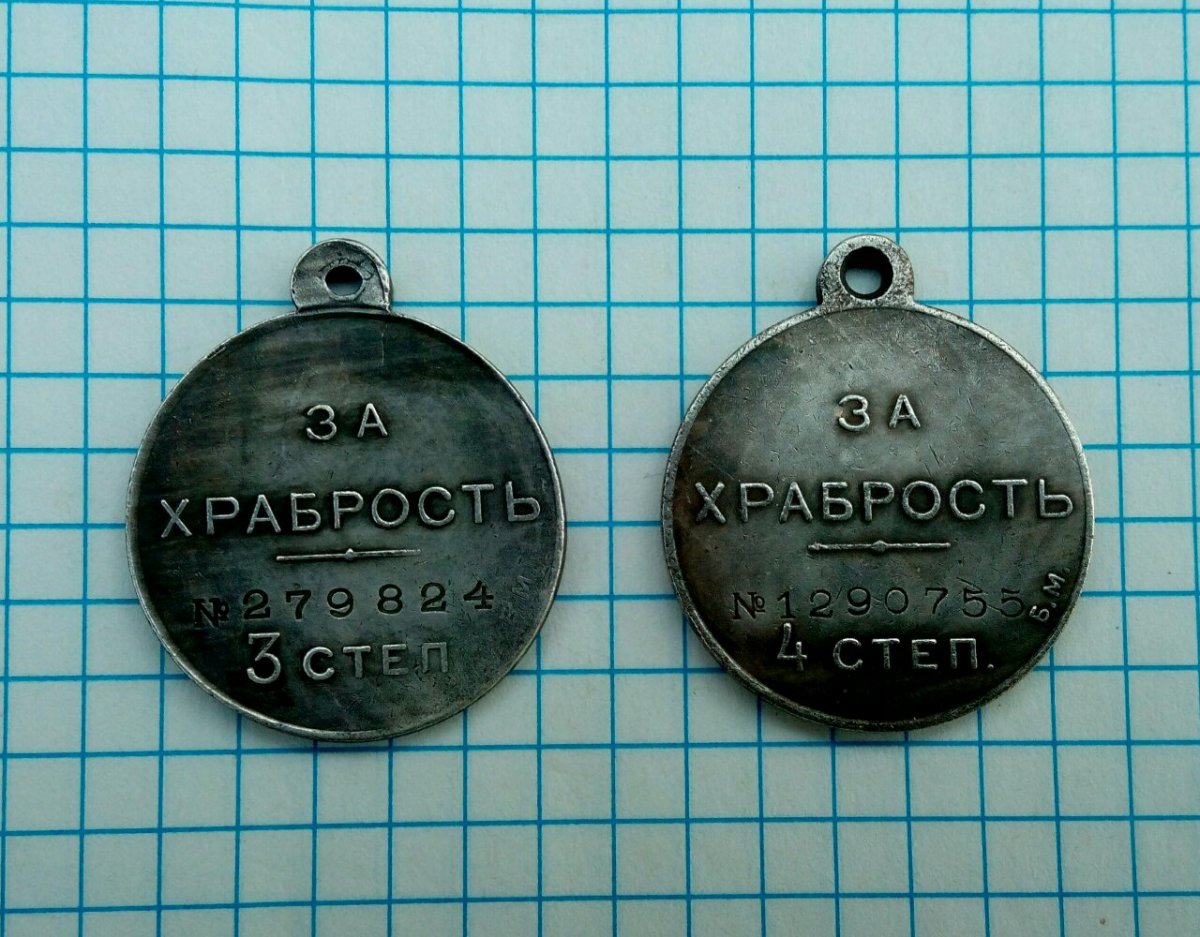 ЗА
ХРАБРОСТЬ
№279824
3 СТЕП
М.
ЗА
ХРАБРОСТЬ
№1290755
4 СТЕП.
Б.М.